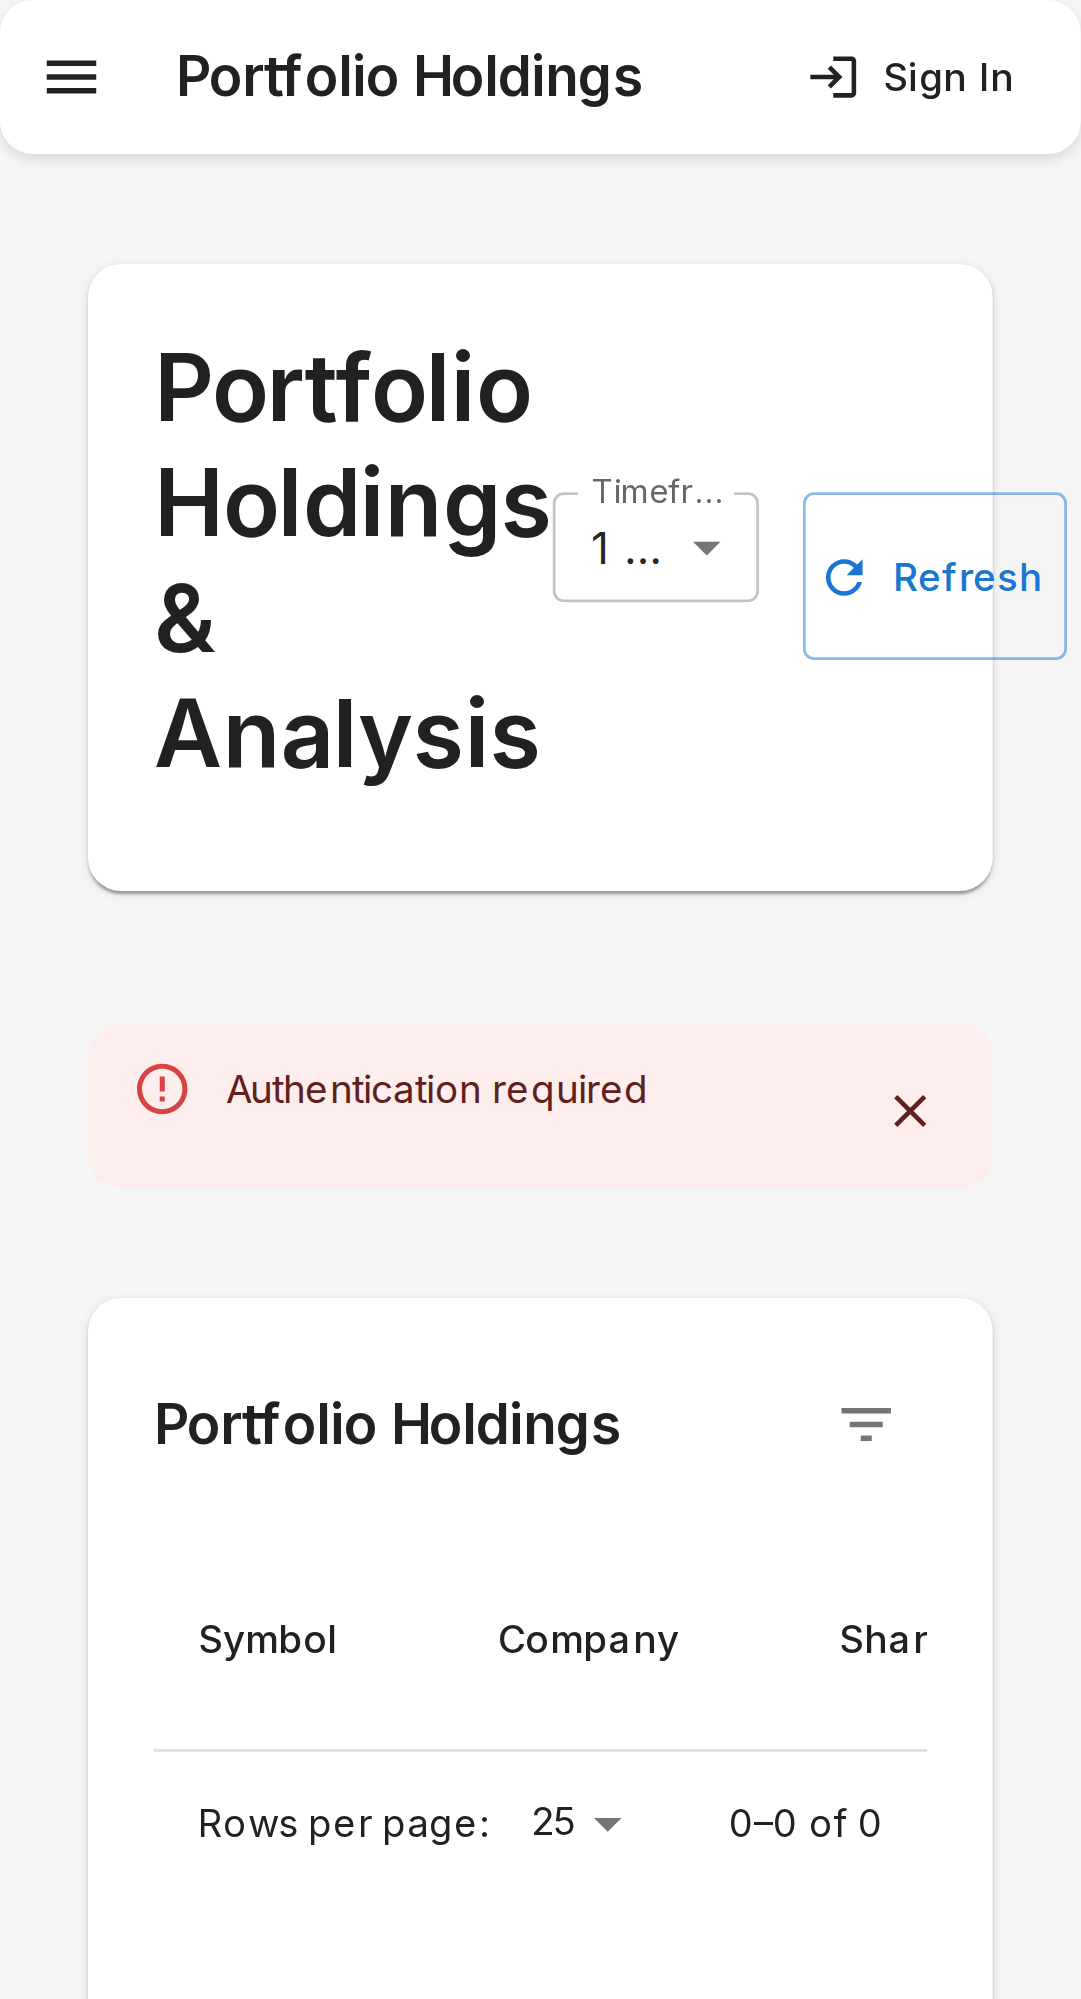 Portfolio Holdings
Sign In
Portfolio
Holdings
&
Analysis
Timefr...
1 ...
Refresh
Authentication required
Portfolio Holdings
Symbol Company Shar
Rows per page: 25 0–0 of 0